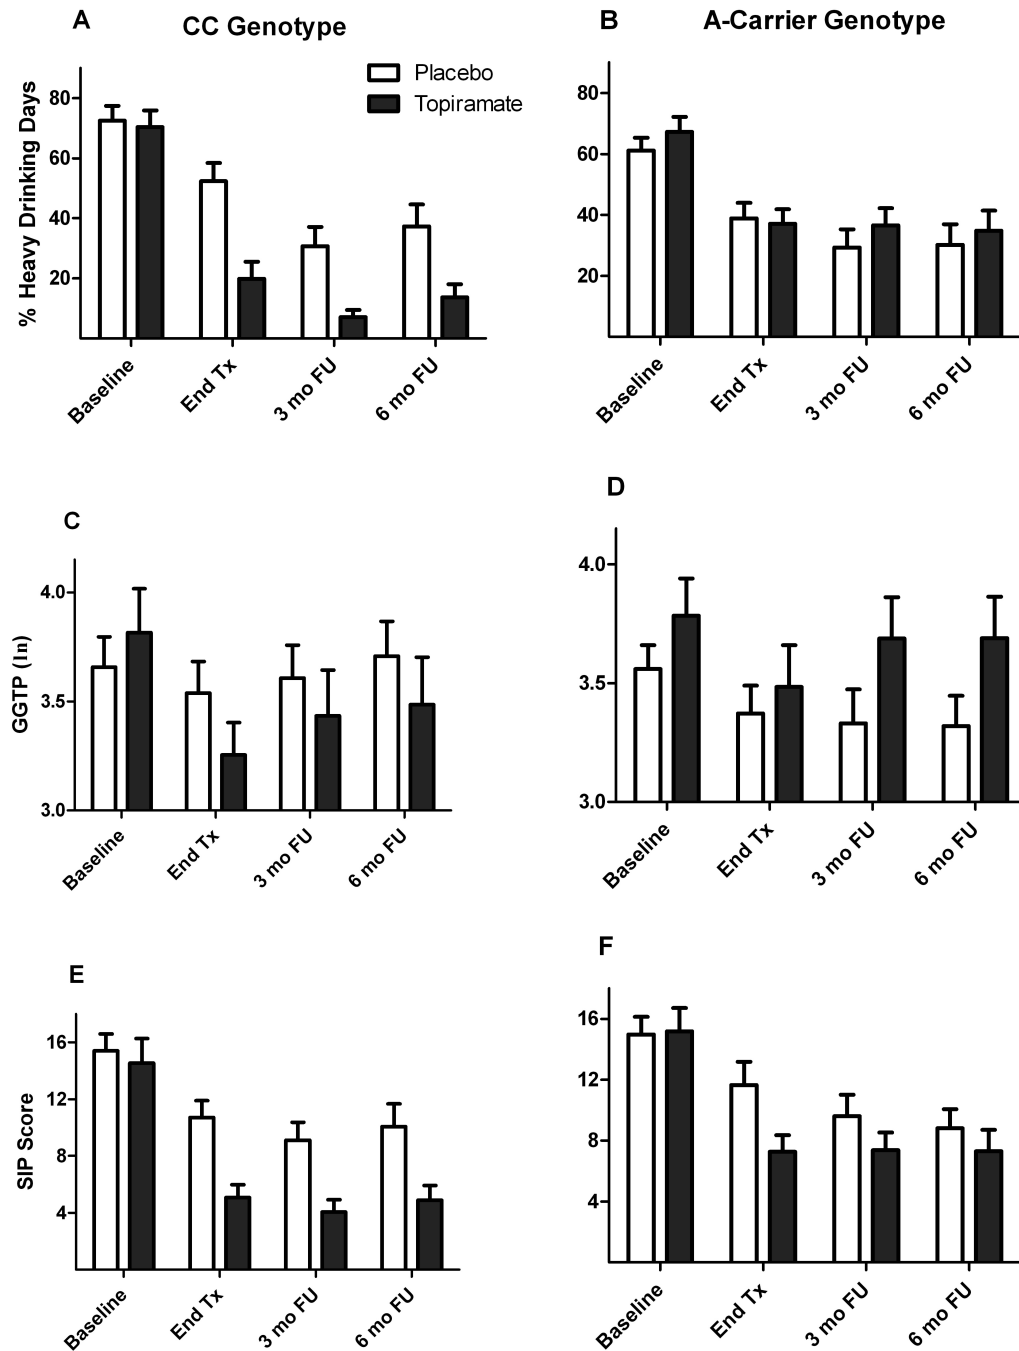 A
CC Genotype
B
A-Carrier Genotype
Placebo
Topiramate
% Heavy Drinking Days
80
60
40
20
Baseline
End Tx
3 mo FU
6 mo FU
80
60
40
20
Baseline
End Tx
3 mo FU
6 mo FU
C
GGTP (ln)
4.0
3.5
3.0
Baseline
End Tx
3 mo FU
6 mo FU
D
4.0
3.5
3.0
Baseline
End Tx
3 mo FU
6 mo FU
E
SIP Score
16
12
8
4
Baseline
End Tx
3 mo FU
6 mo FU
F
16
12
8
4
Baseline
End Tx
3 mo FU
6 mo FU